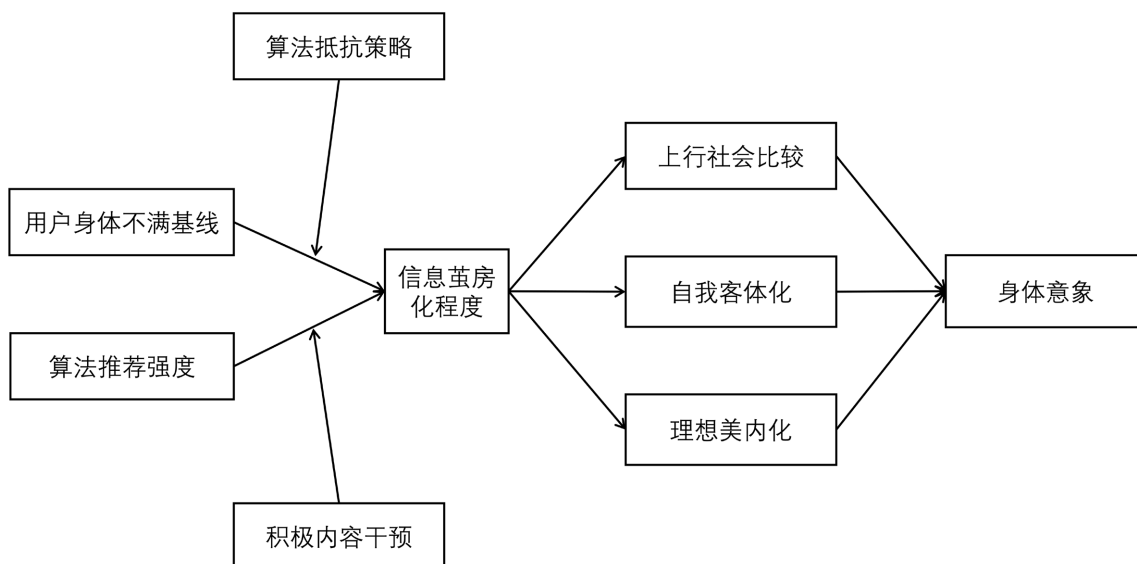 算法抵抗策略
用户身体不满基线
算法推荐强度
积极内容干预
信息茧房
化程度
上行社会比较
自我客体化
理想美内化
身体意象